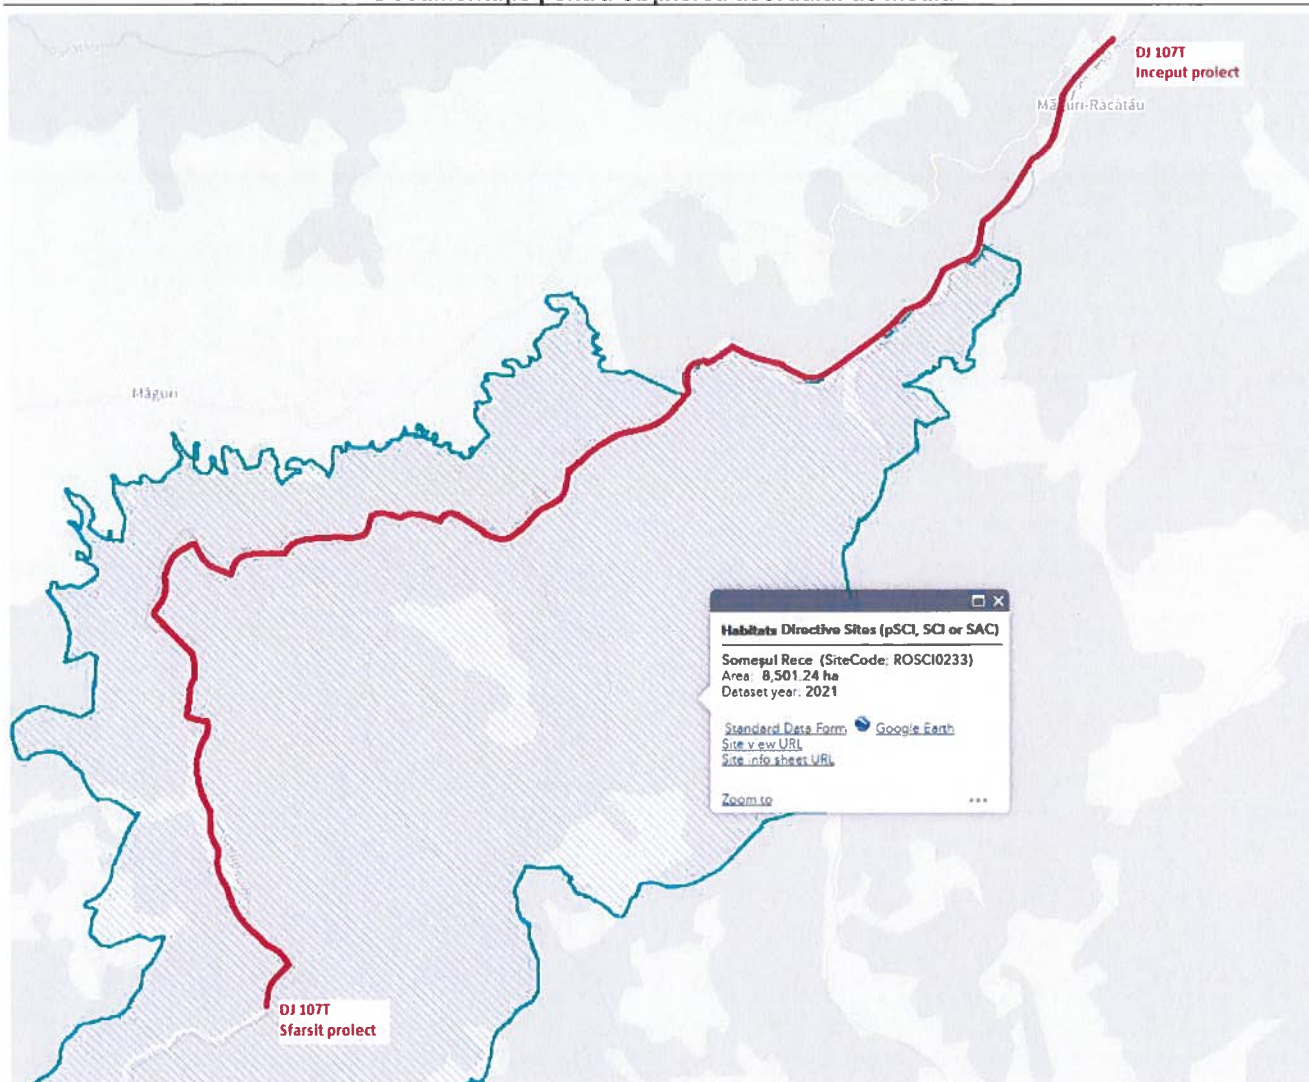 DJ 107T
Inceput proiect
Măguri-Răcătău
Măguri
Habitats Directive Sites (pSCI, SCI or SAC)
Someșul Rece (SiteCode: ROSCI0233)
Area: 8,501.24 ha
Dataset year: 2021
Standard Data Form Google Earth
Site view URL
Site info sheet URL
Zoom to
DJ 107T
Sfarsit proiect